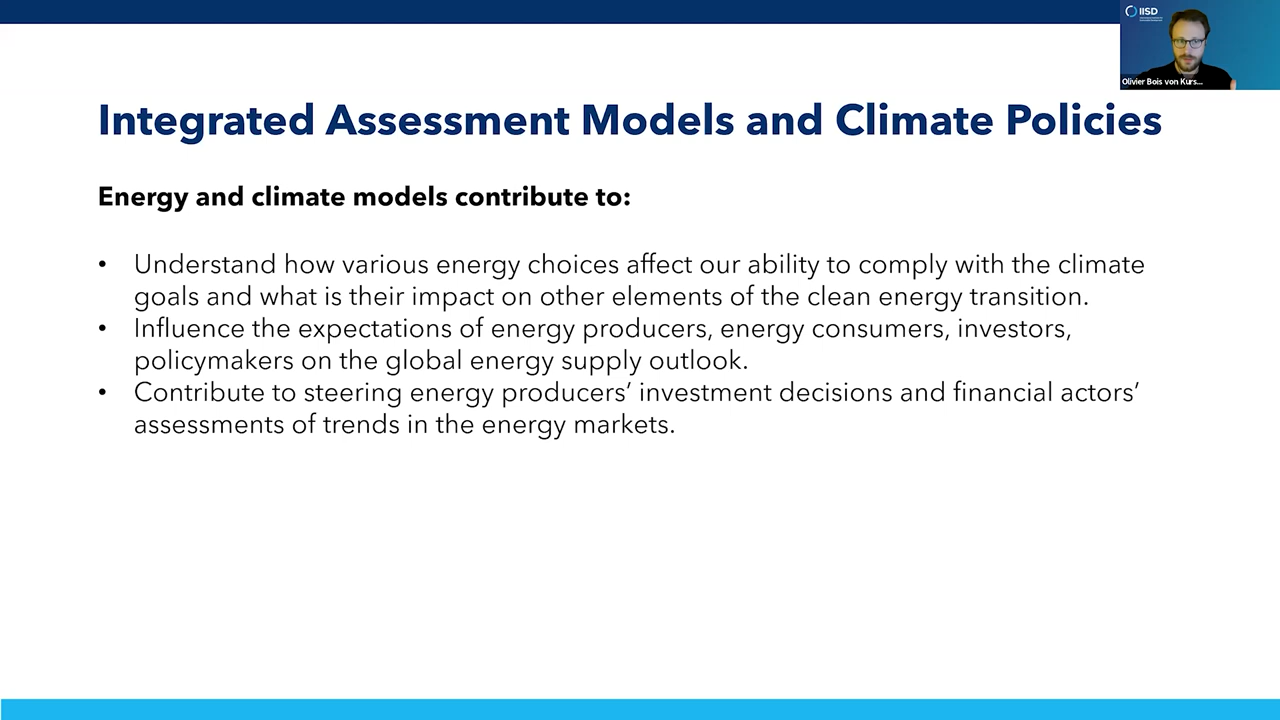 IISD
Olivier Bois von Kurs...
Integrated Assessment Models and Climate Policies
Energy and climate models contribute to:
• Understand how various energy choices affect our ability to comply with the climate
goals and what is their impact on other elements of the clean energy transition.
• Influence the expectations of energy producers, energy consumers, investors,
policymakers on the global energy supply outlook.
• Contribute to steering energy producers’ investment decisions and financial actors’
assessments of trends in the energy markets.